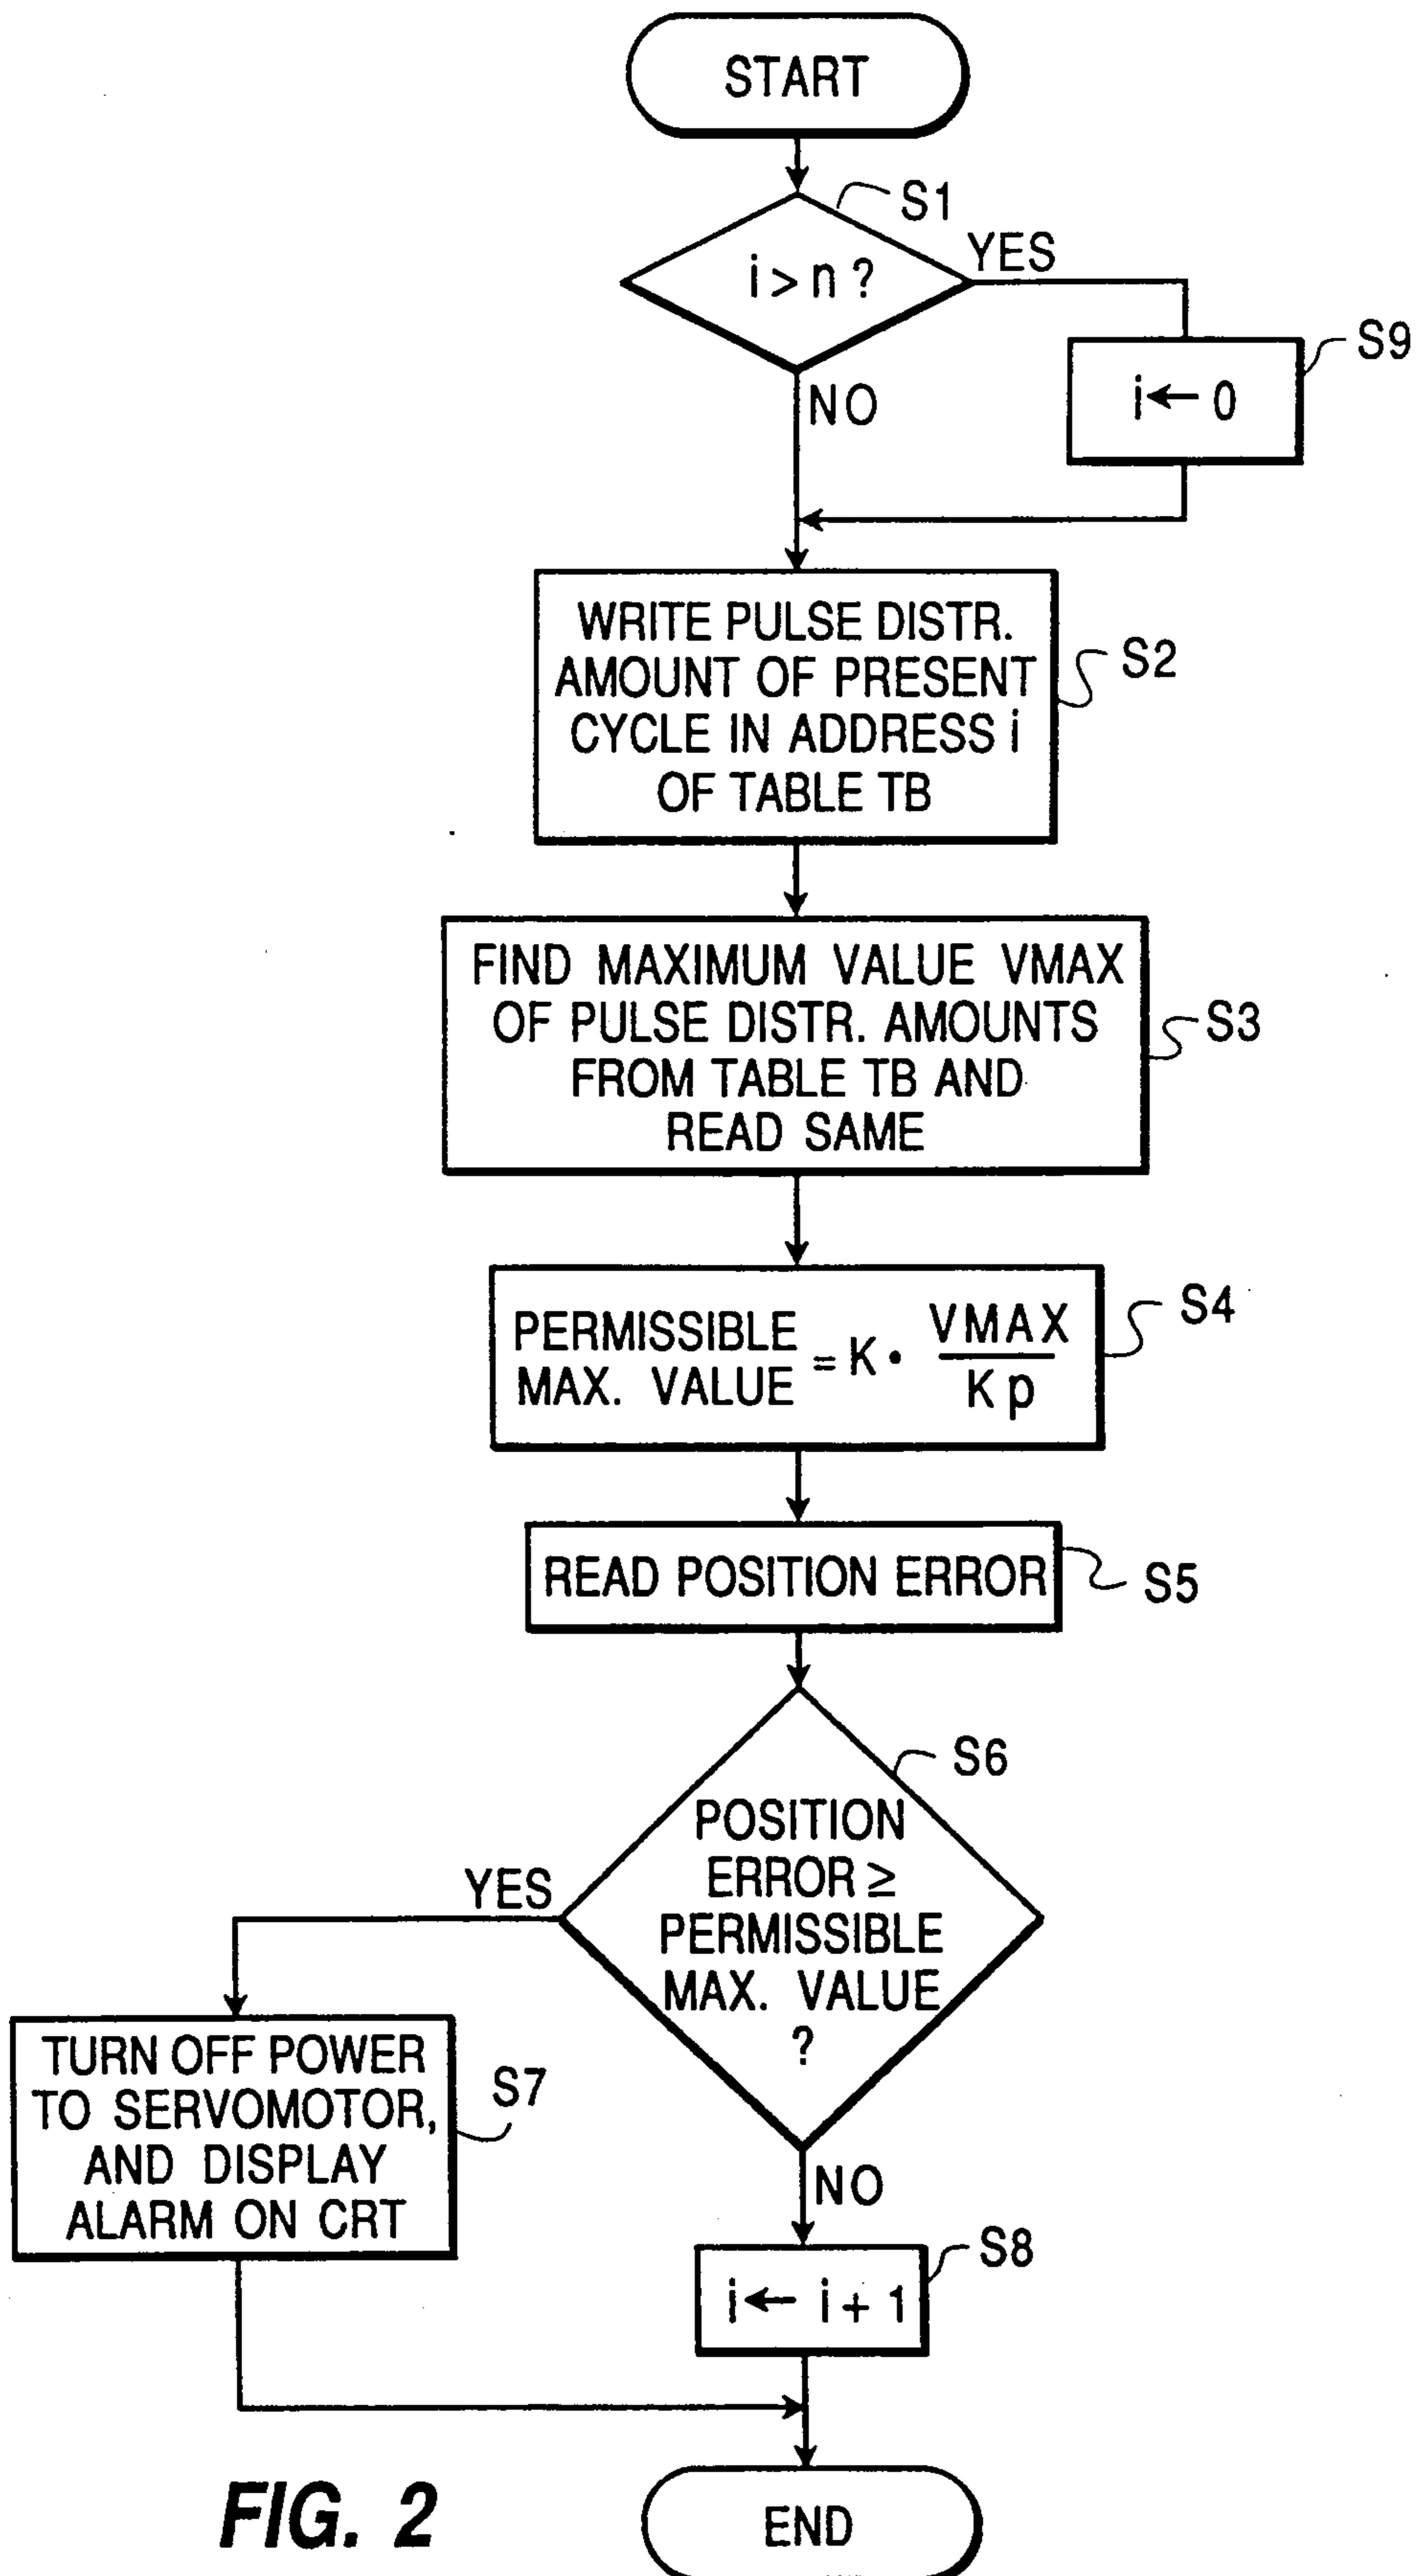 START
S1
i > n ?
YES
S9
i ← 0
NO
WRITE PULSE DISTR.
AMOUNT OF PRESENT
CYCLE IN ADDRESS i
OF TABLE TB
S2
FIND MAXIMUM VALUE VMAX
OF PULSE DISTR. AMOUNTS
FROM TABLE TB AND
READ SAME
S3
PERMISSIBLE
MAX. VALUE = K • VMAX / Kp
S4
READ POSITION ERROR
S5
S6
POSITION
ERROR ≥
PERMISSIBLE
MAX. VALUE
?
YES
TURN OFF POWER
TO SERVOMOTOR,
AND DISPLAY
ALARM ON CRT
S7
NO
S8
i ← i + 1
END
FIG. 2